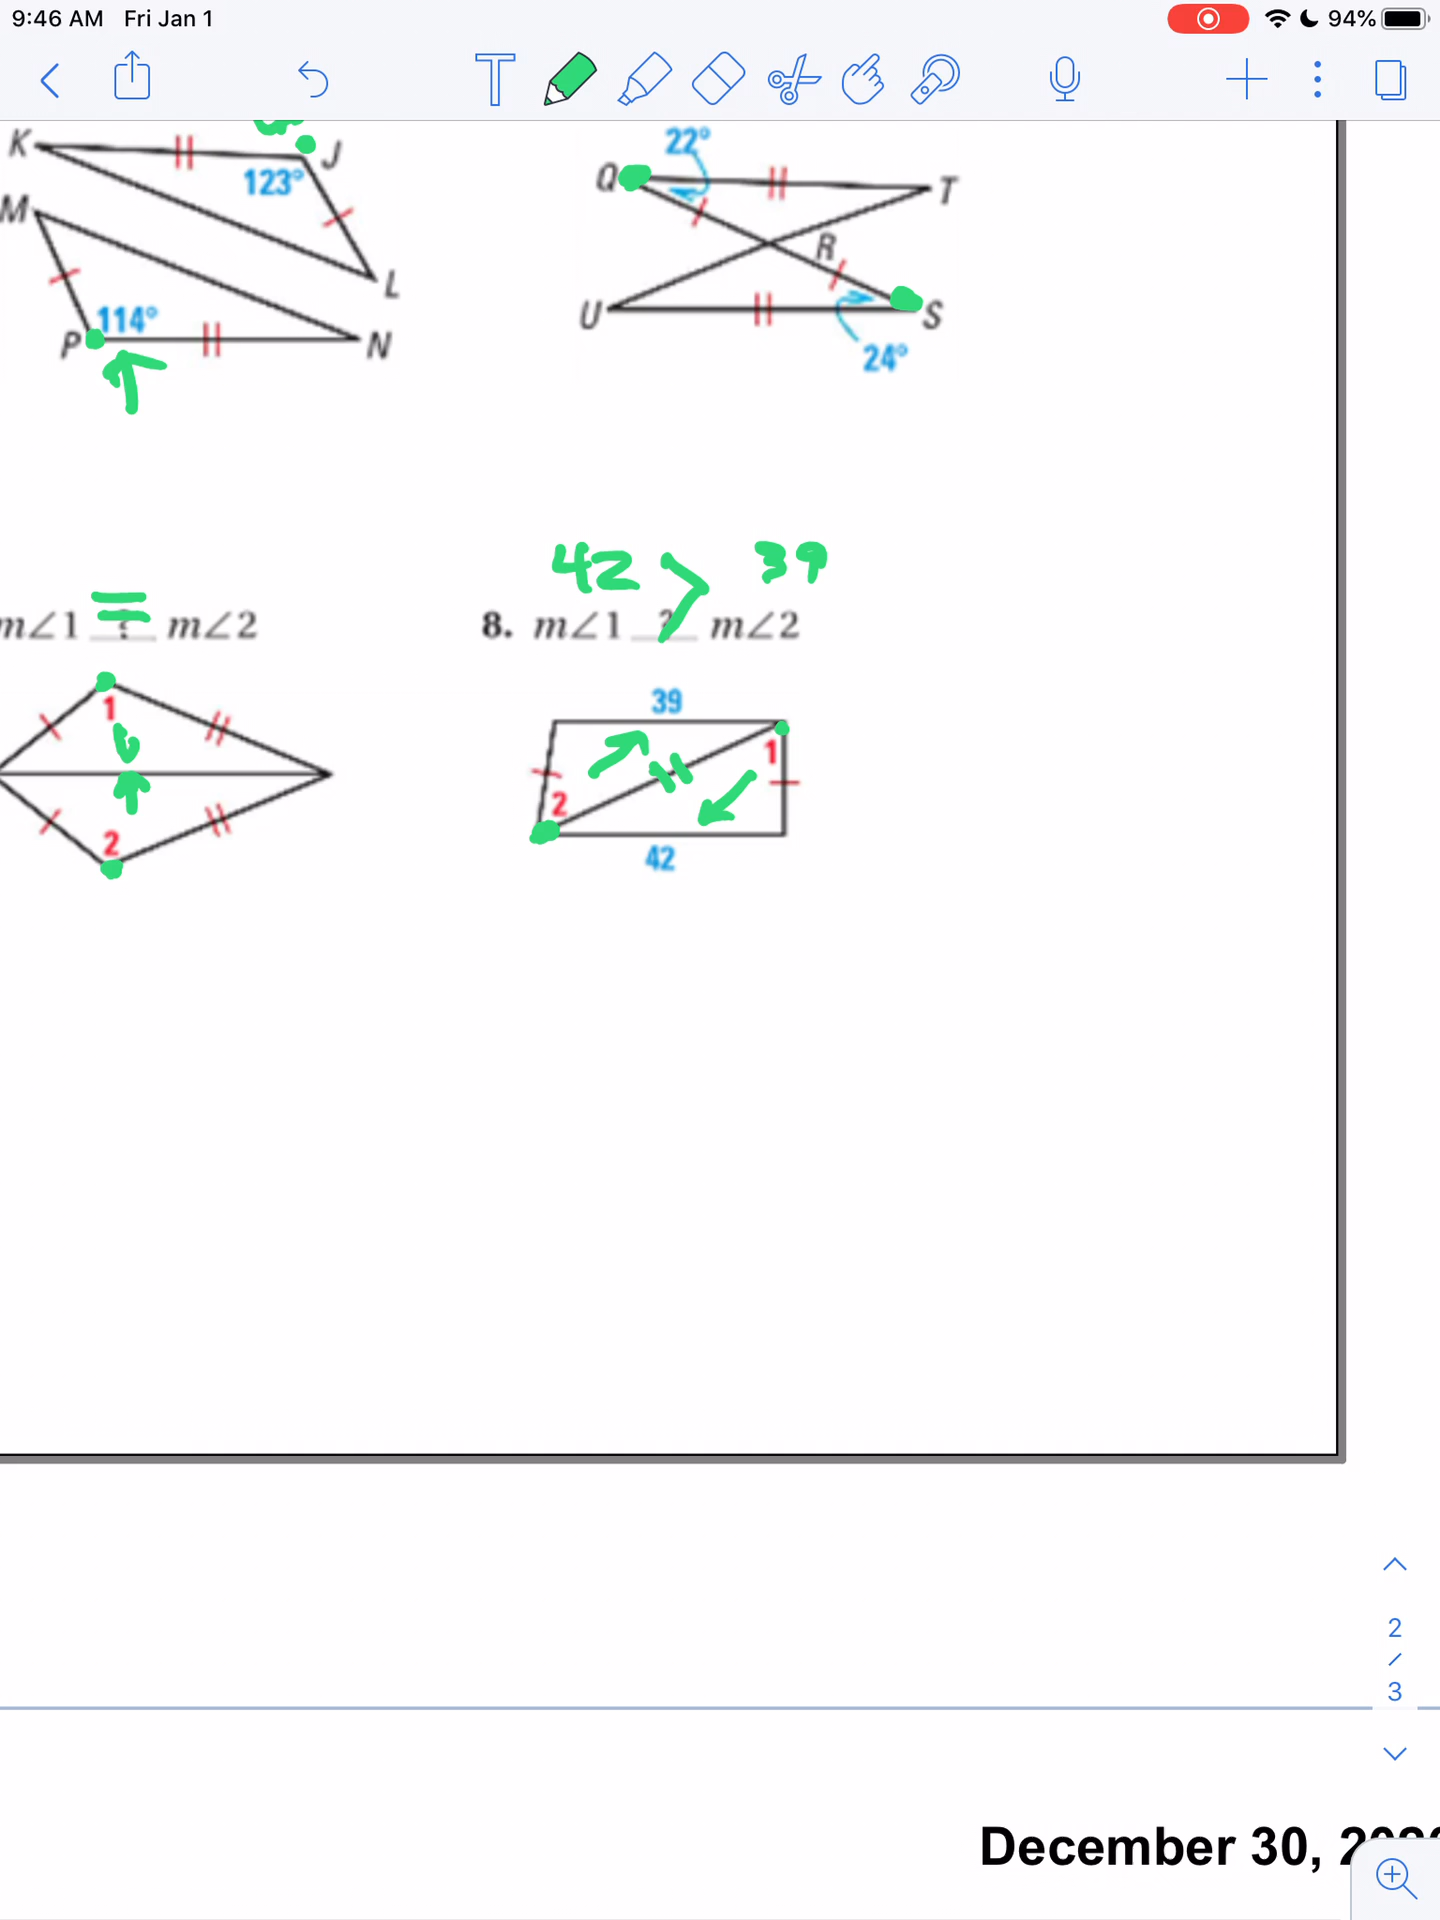 9:46 AM Fri Jan 1 94%
T
K J 123° L
M P 114° N
22° Q T R U S 24°
42 > 39
m∠1 = ? m∠2
8. m∠1 ? m∠2
1 2
39 1 2 42
2
/
3
December 30,